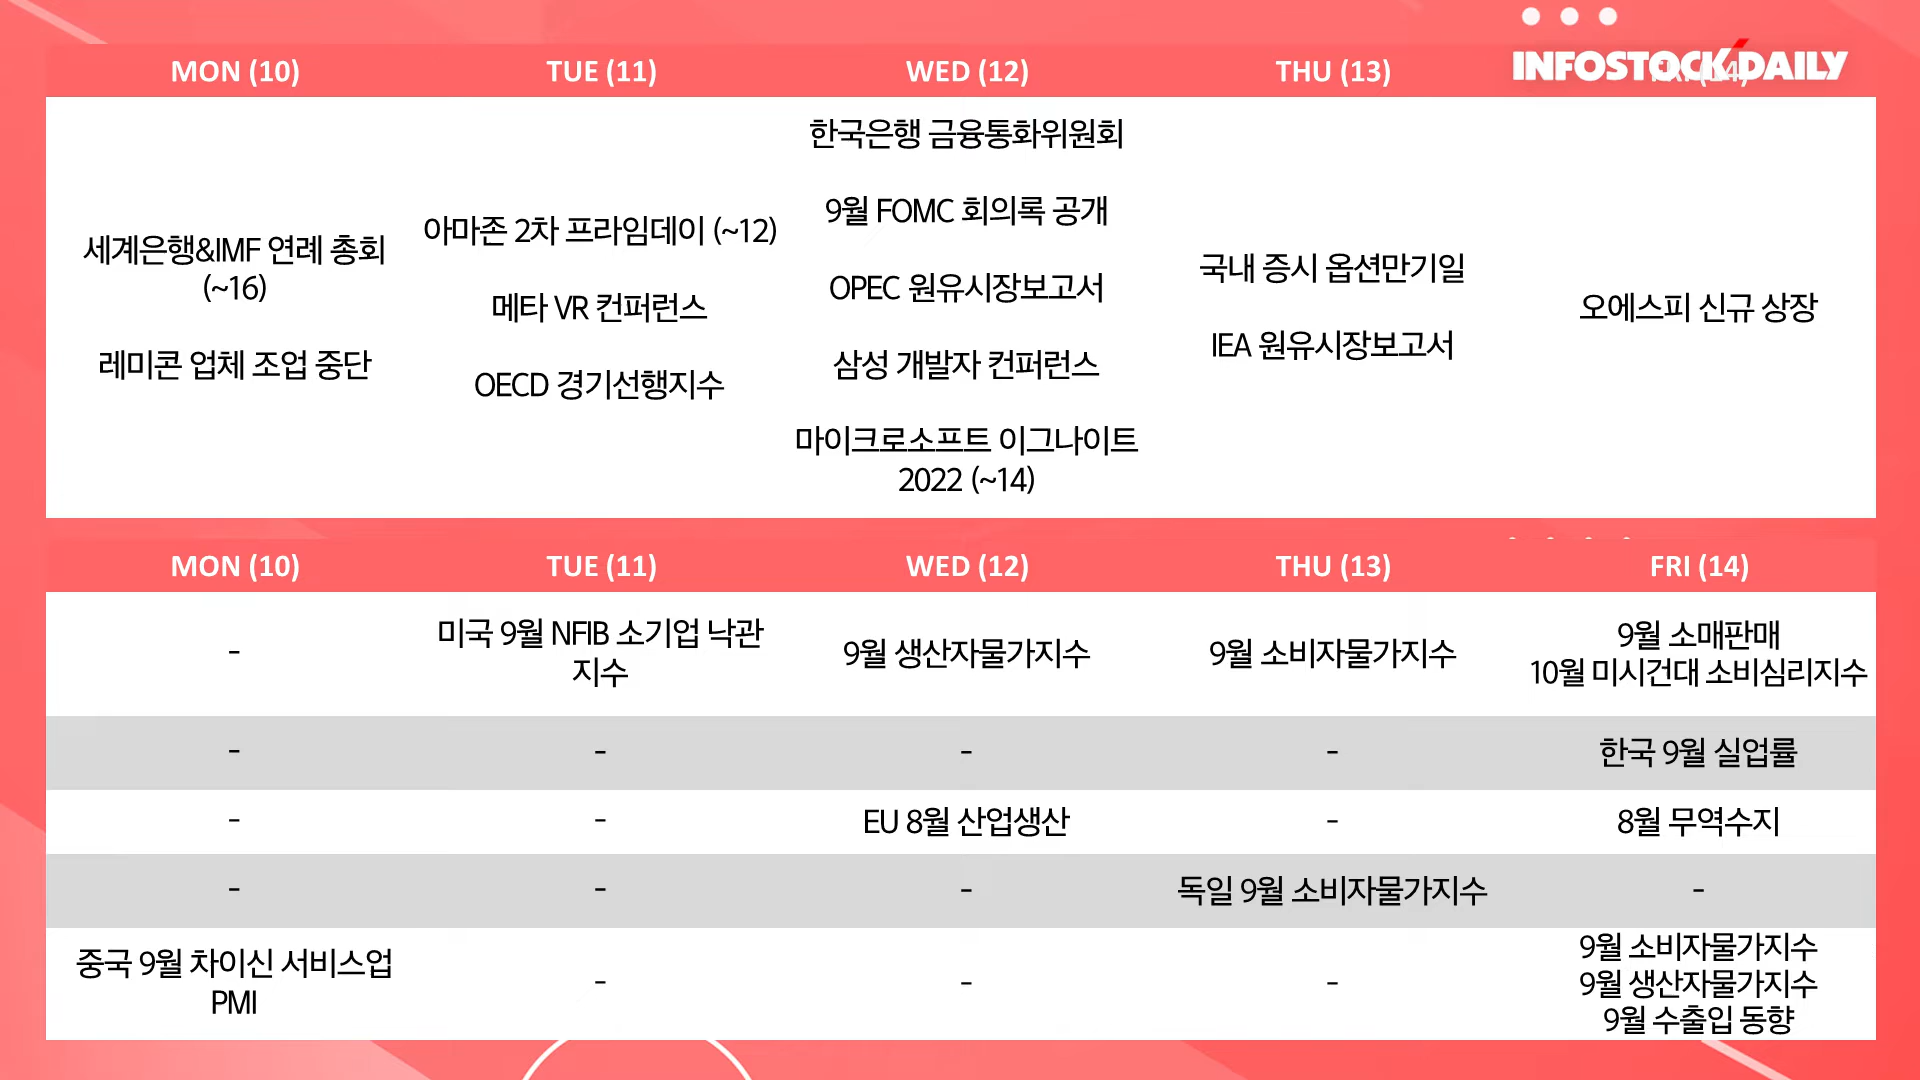 INFOSTOCKDAILY
MON (10)
TUE (11)
WED (12)
THU (13)
세계은행&IMF 연례 총회
(~16)
레미콘 업체 조업 중단
아마존 2차 프라임데이 (~12)
메타 VR 컨퍼런스
OECD 경기선행지수
한국은행 금융통화위원회
9월 FOMC 회의록 공개
OPEC 원유시장보고서
삼성 개발자 컨퍼런스
마이크로소프트 이그나이트
2022 (~14)
국내 증시 옵션만기일
IEA 원유시장보고서
오에스피 신규 상장
MON (10)
TUE (11)
WED (12)
THU (13)
FRI (14)
-
미국 9월 NFIB 소기업 낙관
지수
9월 생산자물가지수
9월 소비자물가지수
9월 소매판매
10월 미시건대 소비심리지수
-
-
-
-
한국 9월 실업률
-
-
EU 8월 산업생산
-
8월 무역수지
-
-
-
독일 9월 소비자물가지수
-
중국 9월 차이신 서비스업
PMI
-
-
-
9월 소비자물가지수
9월 생산자물가지수
9월 수출입 동향